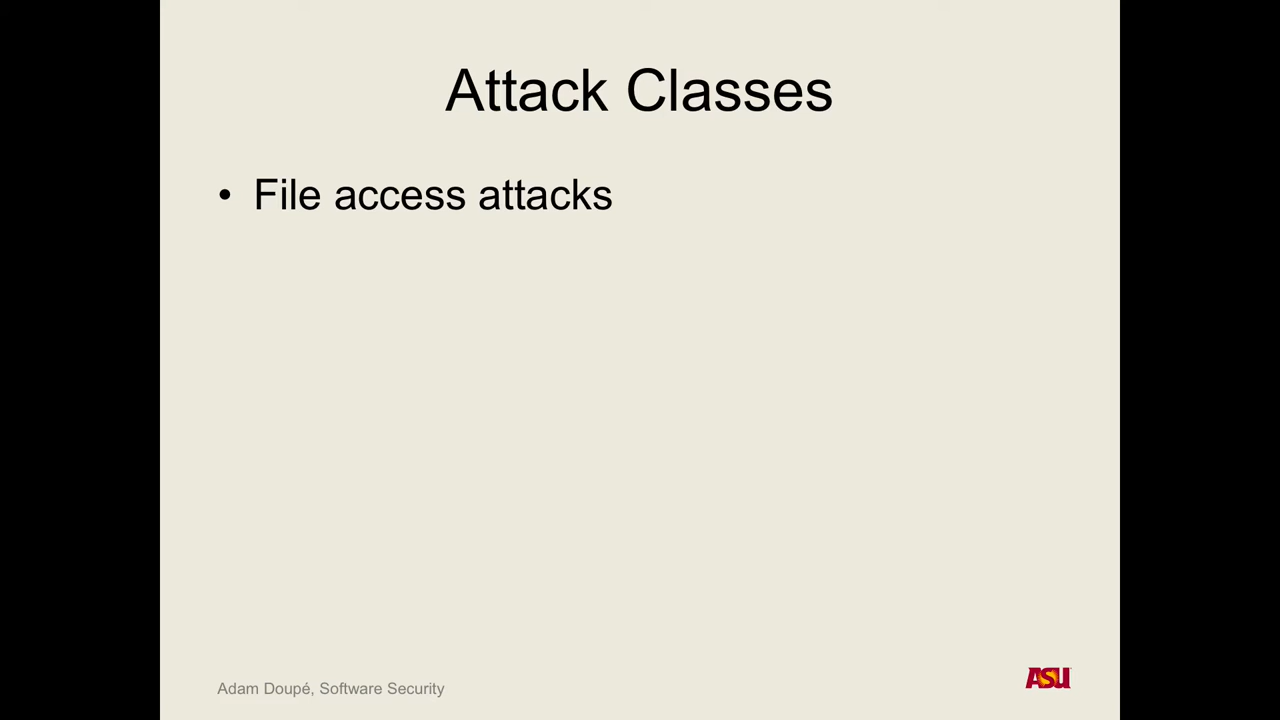 Attack Classes
• File access attacks
Adam Doupé, Software Security
ASU